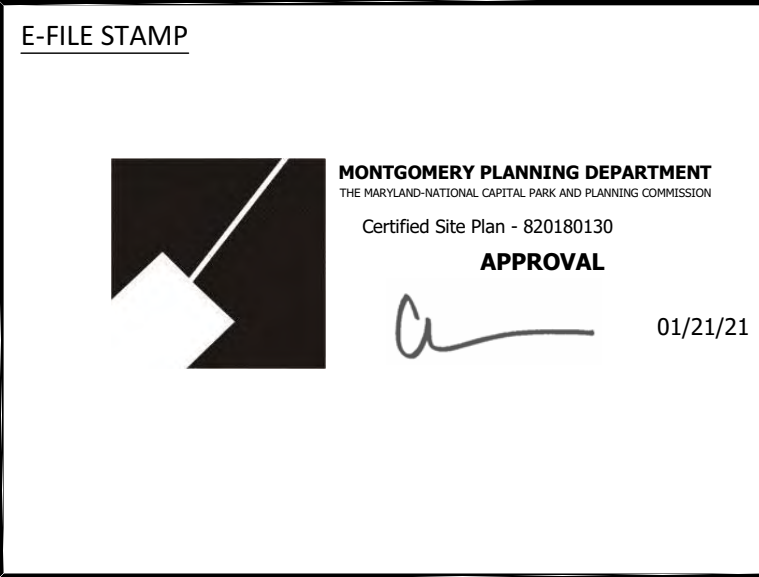 E-FILE STAMP
MONTGOMERY PLANNING DEPARTMENT
THE MARYLAND-NATIONAL CAPITAL PARK AND PLANNING COMMISSION
Certified Site Plan - 820180130
APPROVAL
01/21/21